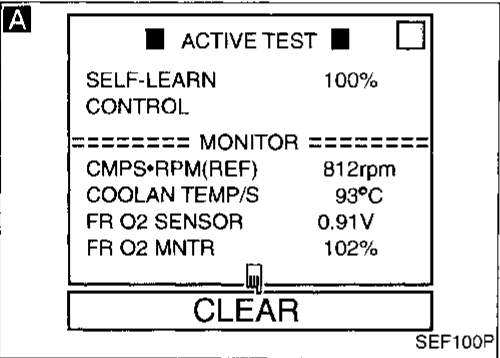 A
■ ACTIVE TEST ■
SELF-LEARN 100%
CONTROL
======== MONITOR ========
CMPS•RPM(REF) 812rpm
COOLAN TEMP/S 93°C
FR O2 SENSOR 0.91V
FR O2 MNTR 102%
CLEAR
SEF100P